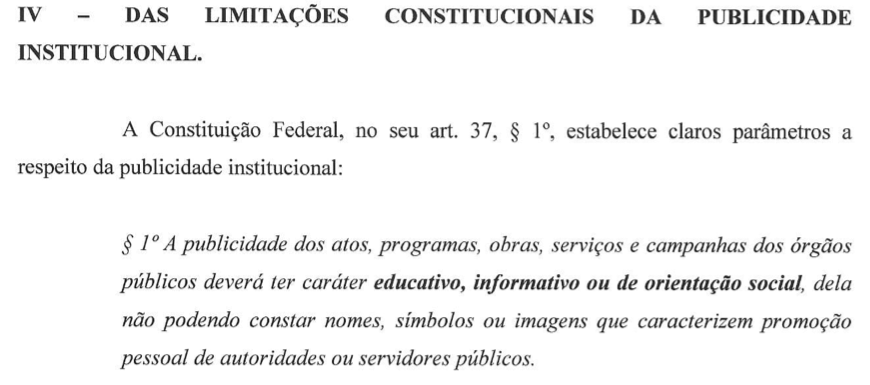 IV – DAS LIMITAÇÕES CONSTITUCIONAIS DA PUBLICIDADE
INSTITUCIONAL.
A Constituição Federal, no seu art. 37, § 1º, estabelece claros parâmetros a
respeito da publicidade institucional:
§ 1º A publicidade dos atos, programas, obras, serviços e campanhas dos órgãos
públicos deverá ter caráter educativo, informativo ou de orientação social, dela
não podendo constar nomes, símbolos ou imagens que caracterizem promoção
pessoal de autoridades ou servidores públicos.